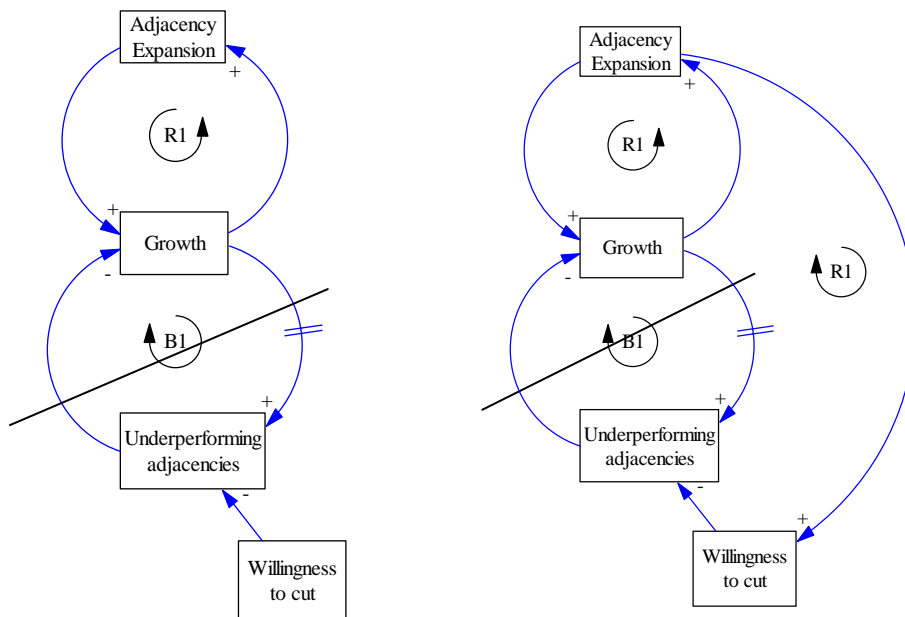 Adjacency
Expansion
+
R1
+
Growth
-
B1
+
Underperforming
adjacencies
-
Willingness
to cut
Adjacency
Expansion
+
R1
+
Growth
-
R1
B1
+
Underperforming
adjacencies
-
+
Willingness
to cut